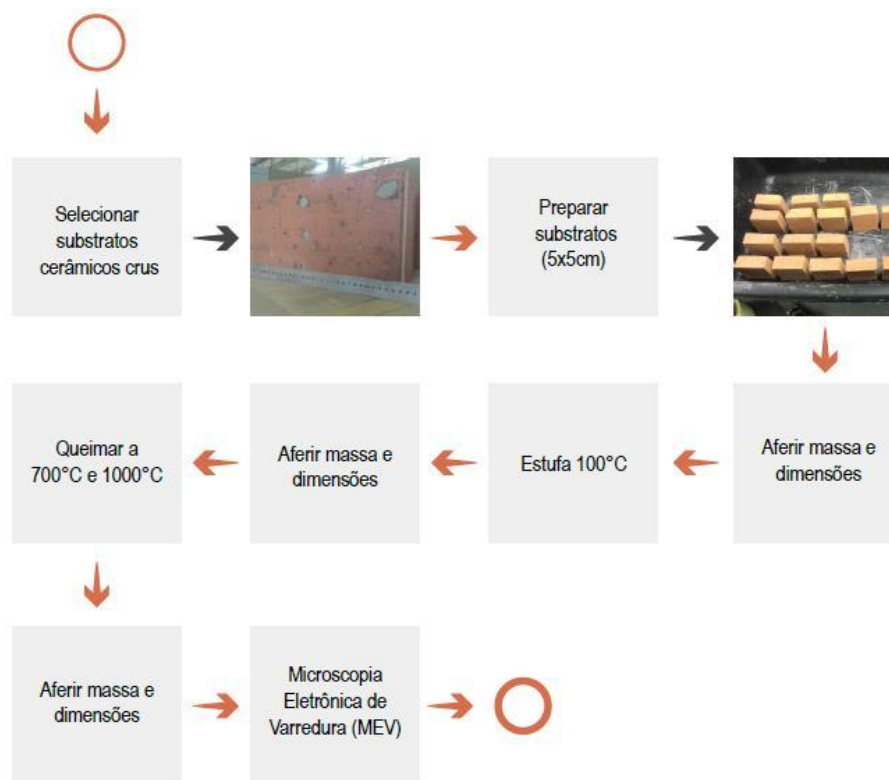 Selecionar
substratos
cerâmicos crus
Preparar
substratos
(5x5cm)
Aferir massa e
dimensões
Estufa 100°C
Aferir massa e
dimensões
Queimar a
700°C e 1000°C
Aferir massa e
dimensões
Microscopia
Eletrônica de
Varredura (MEV)